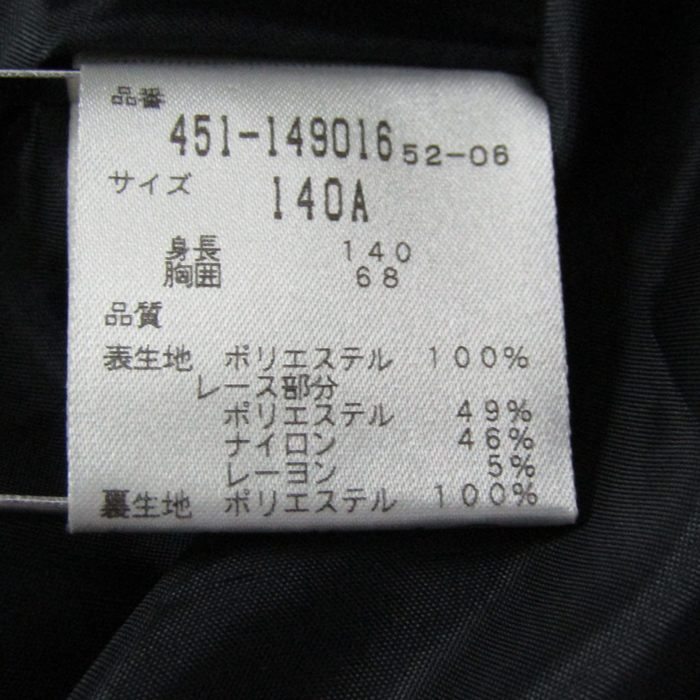 品番
451-149016 52-06
サイズ 140A
身長 140
胸囲 68
品質
表生地 ポリエステル 100%
レース部分
ポリエステル 49%
ナイロン 46%
レーヨン 5%
裏生地 ポリエステル 100%